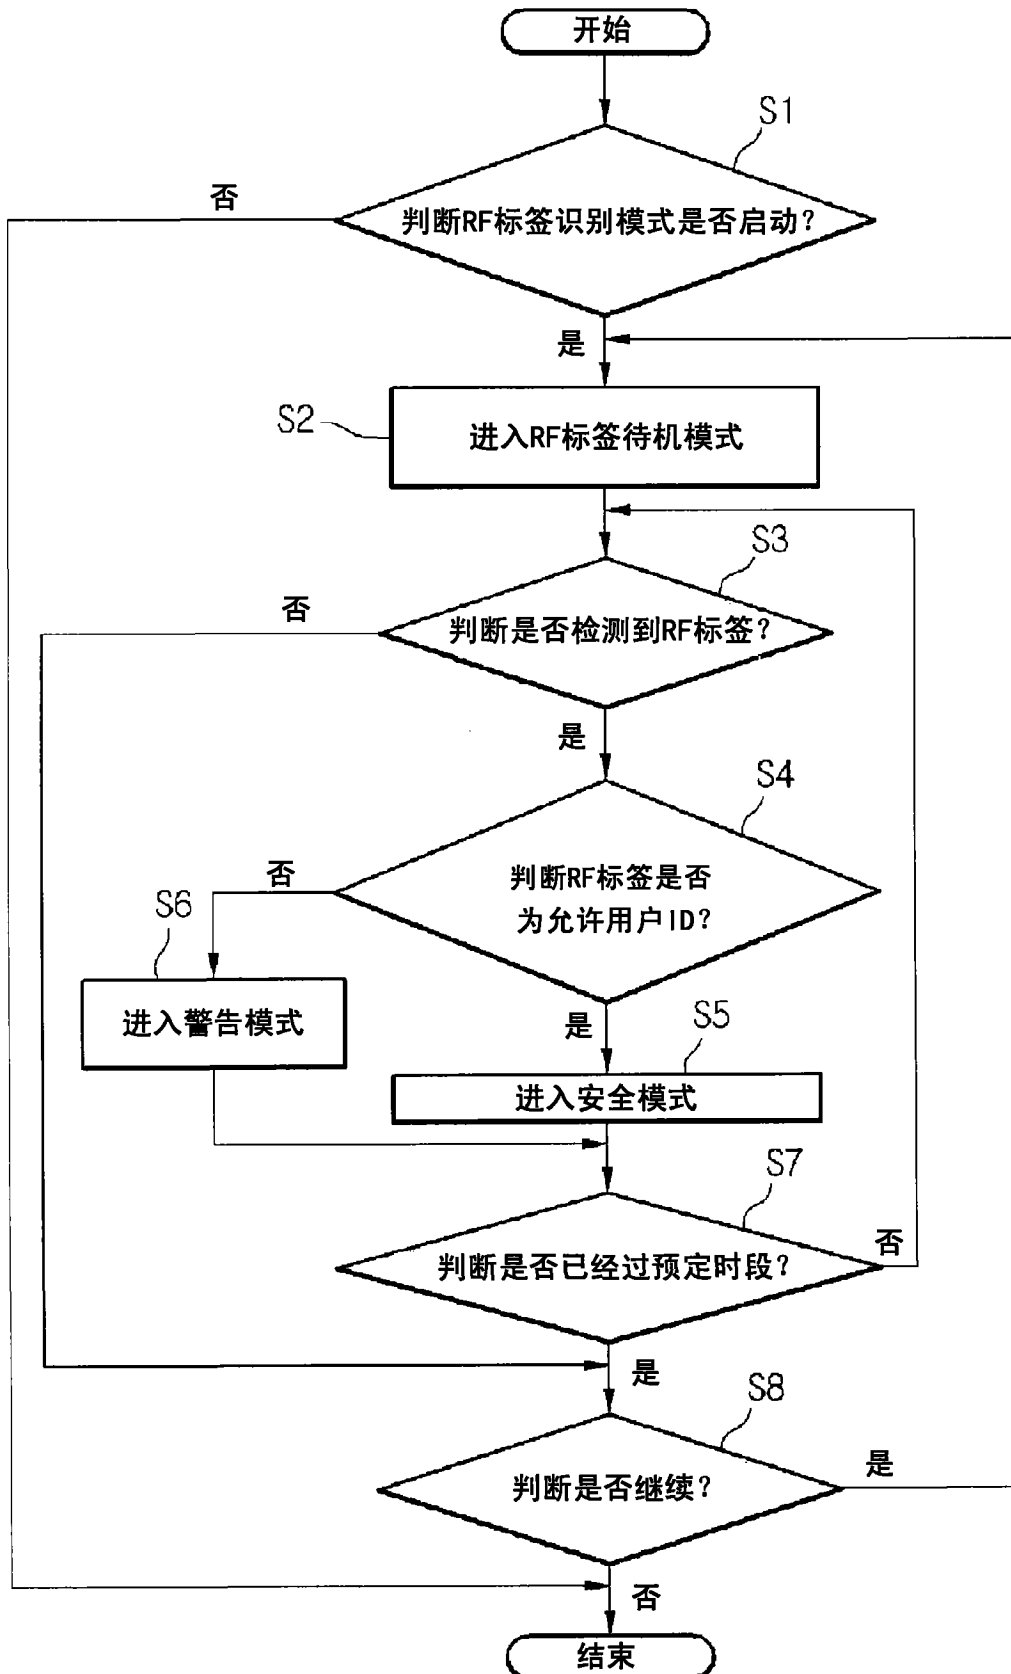 开始
S1
否
判断RF标签识别模式是否启动?
是
S2
进入RF标签待机模式
S3
否
判断是否检测到RF标签?
是
S4
否
判断RF标签是否
为允许用户ID?
S6
进入警告模式
是
S5
进入安全模式
S7
否
判断是否已经过预定时段?
是
S8
是
判断是否继续?
否
结束